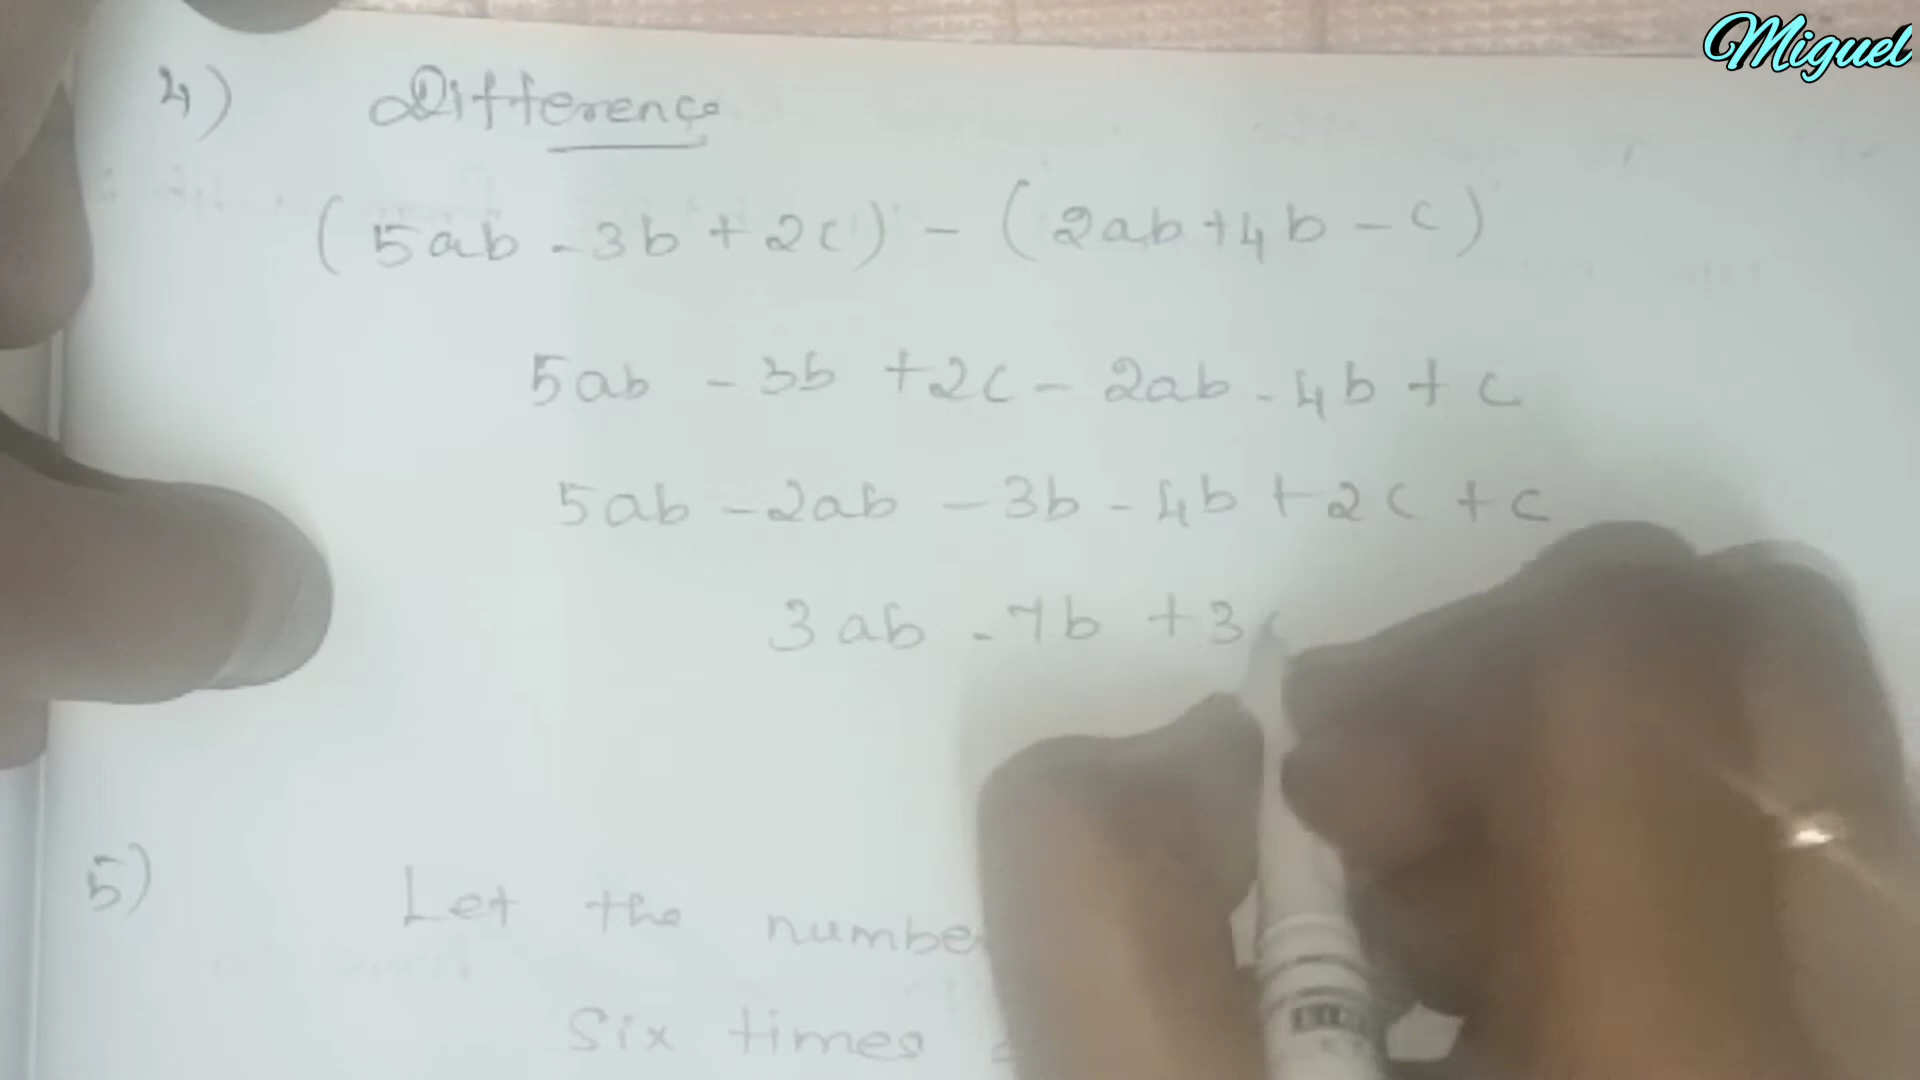 Miguel
4) Difference
(5ab - 3b + 2c) - (2ab + 4b - c)
5ab - 3b + 2c - 2ab - 4b + c
5ab - 2ab - 3b - 4b + 2c + c
3ab - 7b + 3c
5) Let the
Six times